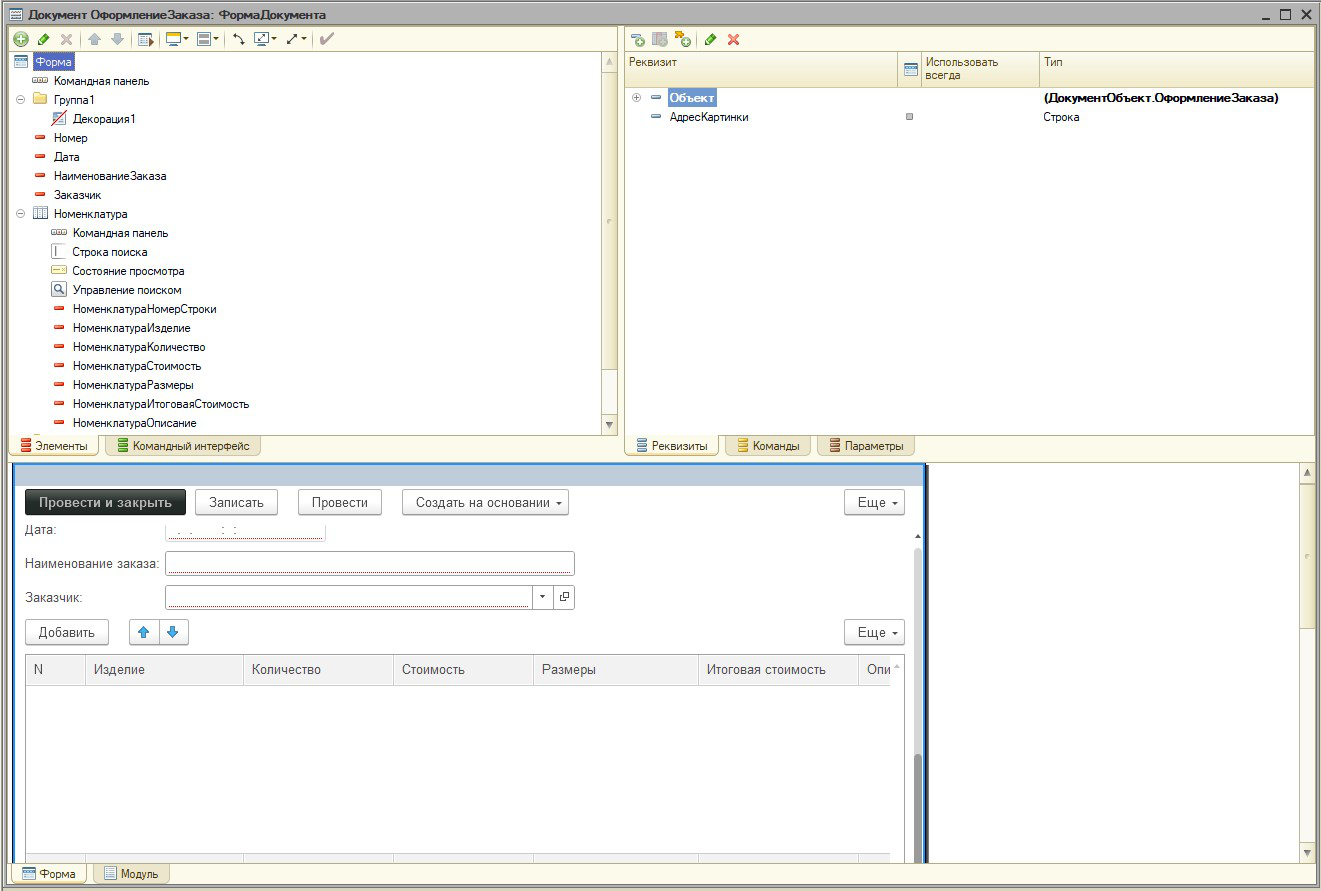 Документ ОформлениеЗаказа: ФормаДокумента
Форма
Командная панель
Группа1
Декорация1
Номер
Дата
НаименованиеЗаказа
Заказчик
Номенклатура
Командная панель
Строка поиска
Состояние просмотра
Управление поиском
НоменклатураНомерСтроки
НоменклатураИзделие
НоменклатураКоличество
НоменклатураСтоимость
НоменклатураРазмеры
НоменклатураИтоговаяСтоимость
НоменклатураОписание
Элементы Командный интерфейс
Реквизит Использовать всегда Тип
Объект (ДокументОбъект.ОформлениеЗаказа)
АдресКартинки Строка
Реквизиты Команды Параметры
Провести и закрыть Записать Провести Создать на основании Еще
Дата: . . : :
Наименование заказа:
Заказчик:
Добавить Еще
N Изделие Количество Стоимость Размеры Итоговая стоимость Опи
Форма Модуль